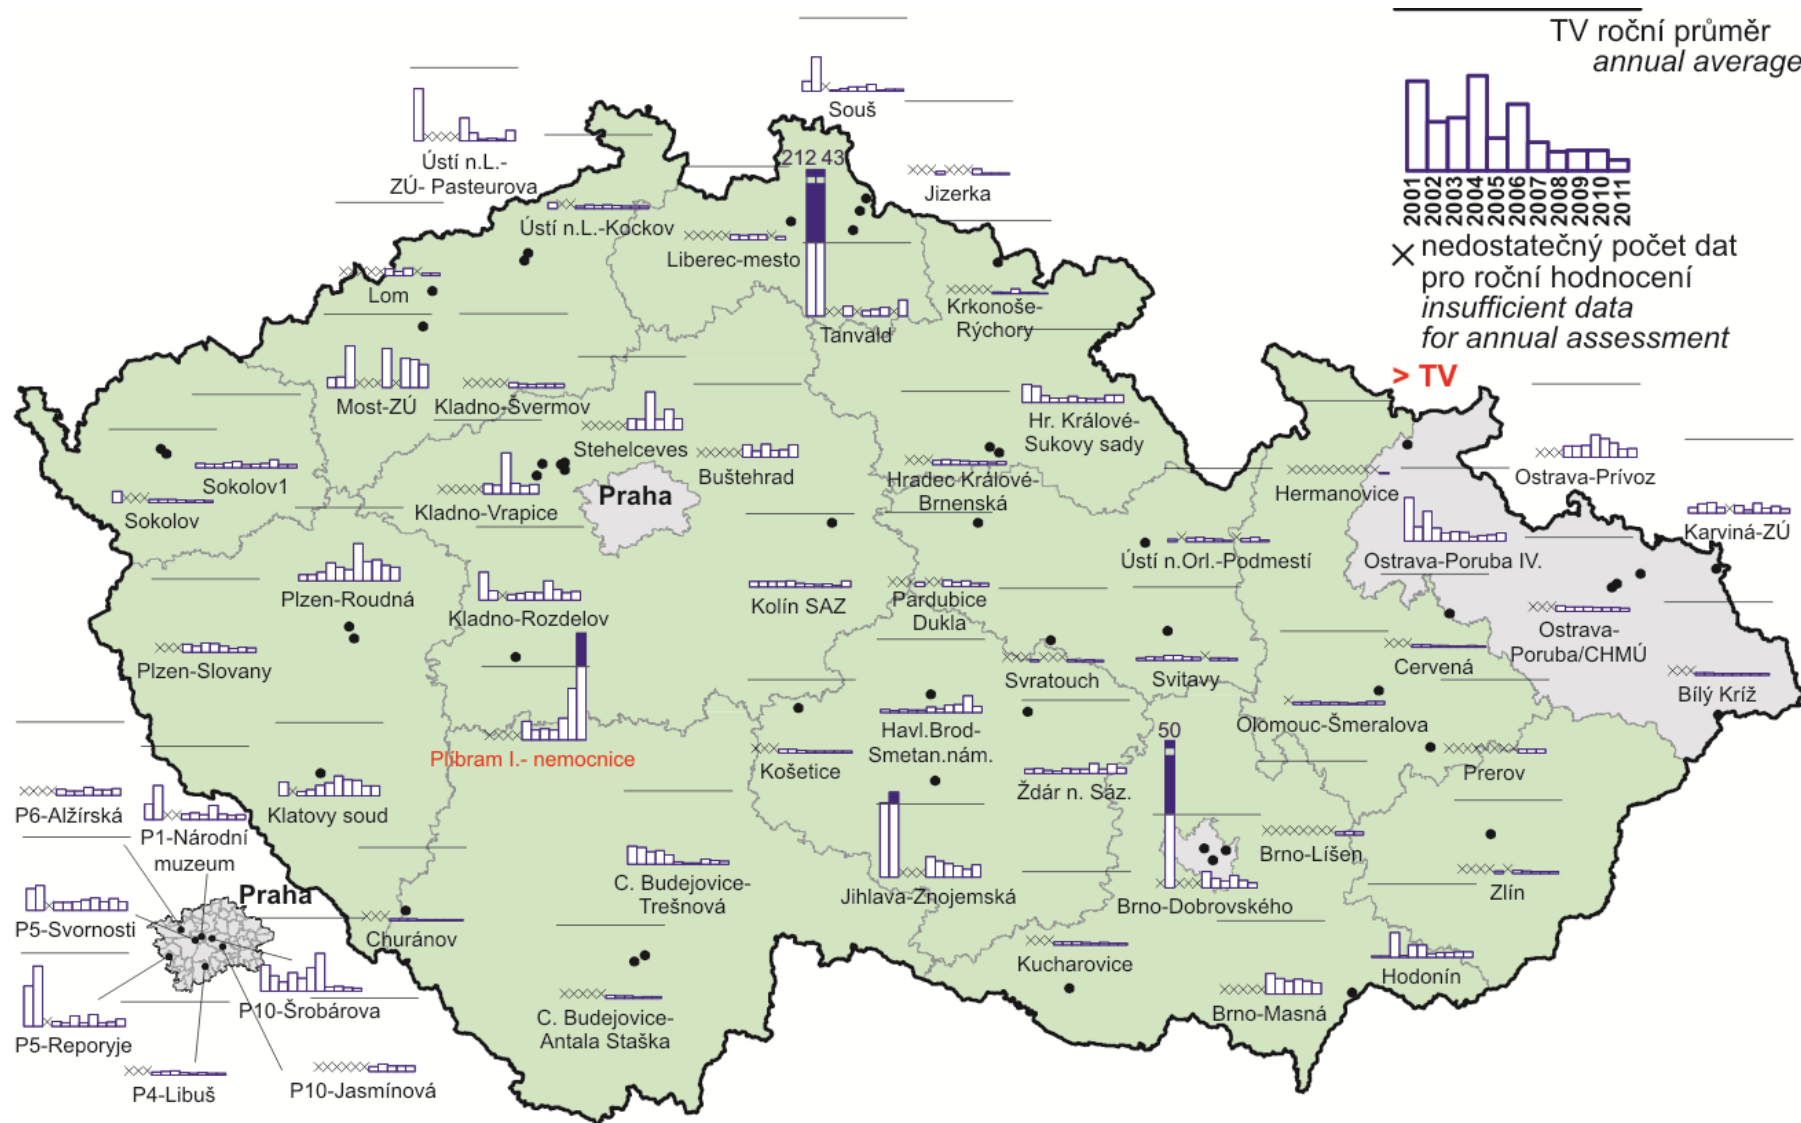 TV roční průměr
annual average
2001
2002
2003
2004
2005
2006
2007
2008
2009
2010
2011
× nedostatečný počet dat
pro roční hodnocení
insufficient data
for annual assessment
> TV
Souš
Ústí n.L.-
ZÚ- Pasteurova
212 43
Jizerka
Ústí n.L.-Kockov
Liberec-mesto
Lom
Krkonoše-
Rýchory
Tanvald
Most-ZÚ
Kladno-Švermov
Hr. Králové-
Sukovy sady
Stehelceves
Buštehrad
Sokolov1
Hradec Králové-
Brnenská
Hermanovice
Ostrava-Prívoz
Sokolov
Kladno-Vrapice
Praha
Karviná-ZÚ
Ústí n.Orl.-Podmestí
Ostrava-Poruba IV.
Plzen-Roudná
Kladno-Rozdelov
Kolín SAZ
Pardubice
Dukla
Ostrava-
Poruba/CHMÚ
Plzen-Slovany
Svratouch
Svitavy
Cervená
Bílý Kríž
Olomouc-Šmeralova
Havl.Brod-
Smetan.nám.
50
Príbram I.- nemocnice
Košetice
Ždár n. Sáz.
Prerov
P6-Alžírská
P1-Národní
muzeum
Klatovy soud
Brno-Líšen
C. Budejovice-
Trešnová
Jihlava-Znojemská
Brno-Dobrovského
Zlín
Praha
P5-Svornosti
Churánov
Kucharovice
Hodonín
P10-Šrobárova
Brno-Masná
C. Budejovice-
Antala Staška
P5-Reporyje
P4-Libuš
P10-Jasmínová